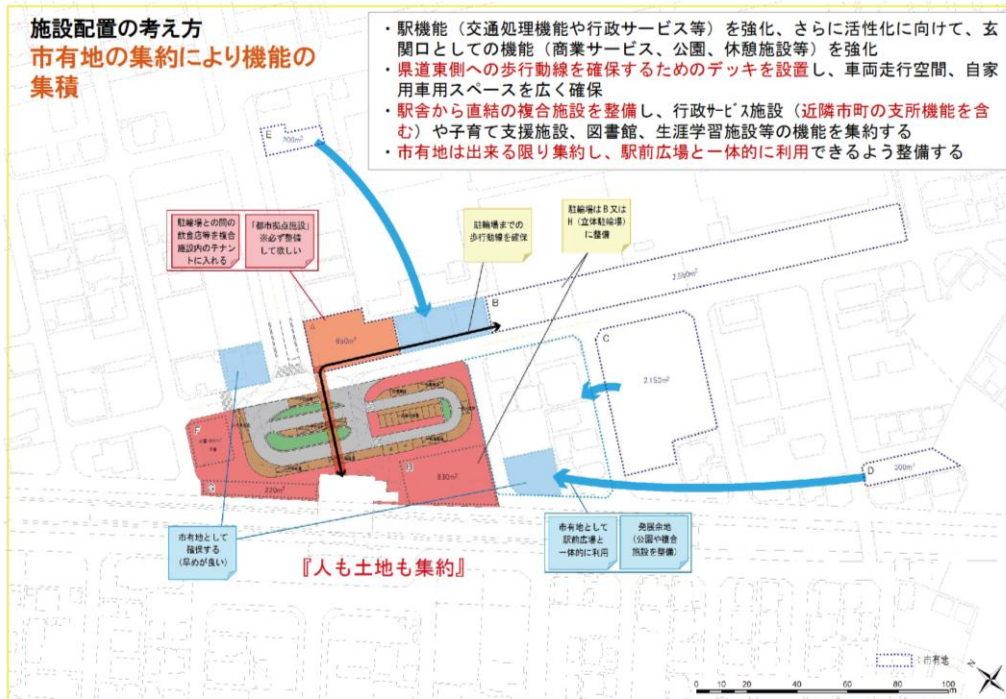 施設配置の考え方
市有地の集約により機能の
集積
・駅機能（交通処理機能や行政サービス等）を強化、さらに活性化に向けて、玄
関口としての機能（商業サービス、公園、休憩施設等）を強化
・県道東側への歩行動線を確保するためのデッキを設置し、車両走行空間、自家
用車用スペースを広く確保
・駅舎から直結の複合施設を整備し、行政ｻｰﾋﾞｽ施設（近隣市町の支所機能を含
む）や子育て支援施設、図書館、生涯学習施設等の機能を集約する
・市有地は出来る限り集約し、駅前広場と一体的に利用できるよう整備する
E
200m²
駐輪場との間の
飲食店等を複合
施設内のテナン
トに入れる
「都市拠点施設」
※必ず整備
して欲しい
駐輪場までの
歩行動線を確保
駐輪場はB又は
H（立体駐輪場）
に整備
B
A
C
2,150m²
F
H
830m²
D
200m²
G
220m²
市有地として
確保する
（早めが良い）
市有地として
駅前広場と
一体的に利用
発展余地
（公園や複合
施設を整備）
『人も土地も集約』
：市有地
N
0 10 20 40 60 80 100
m